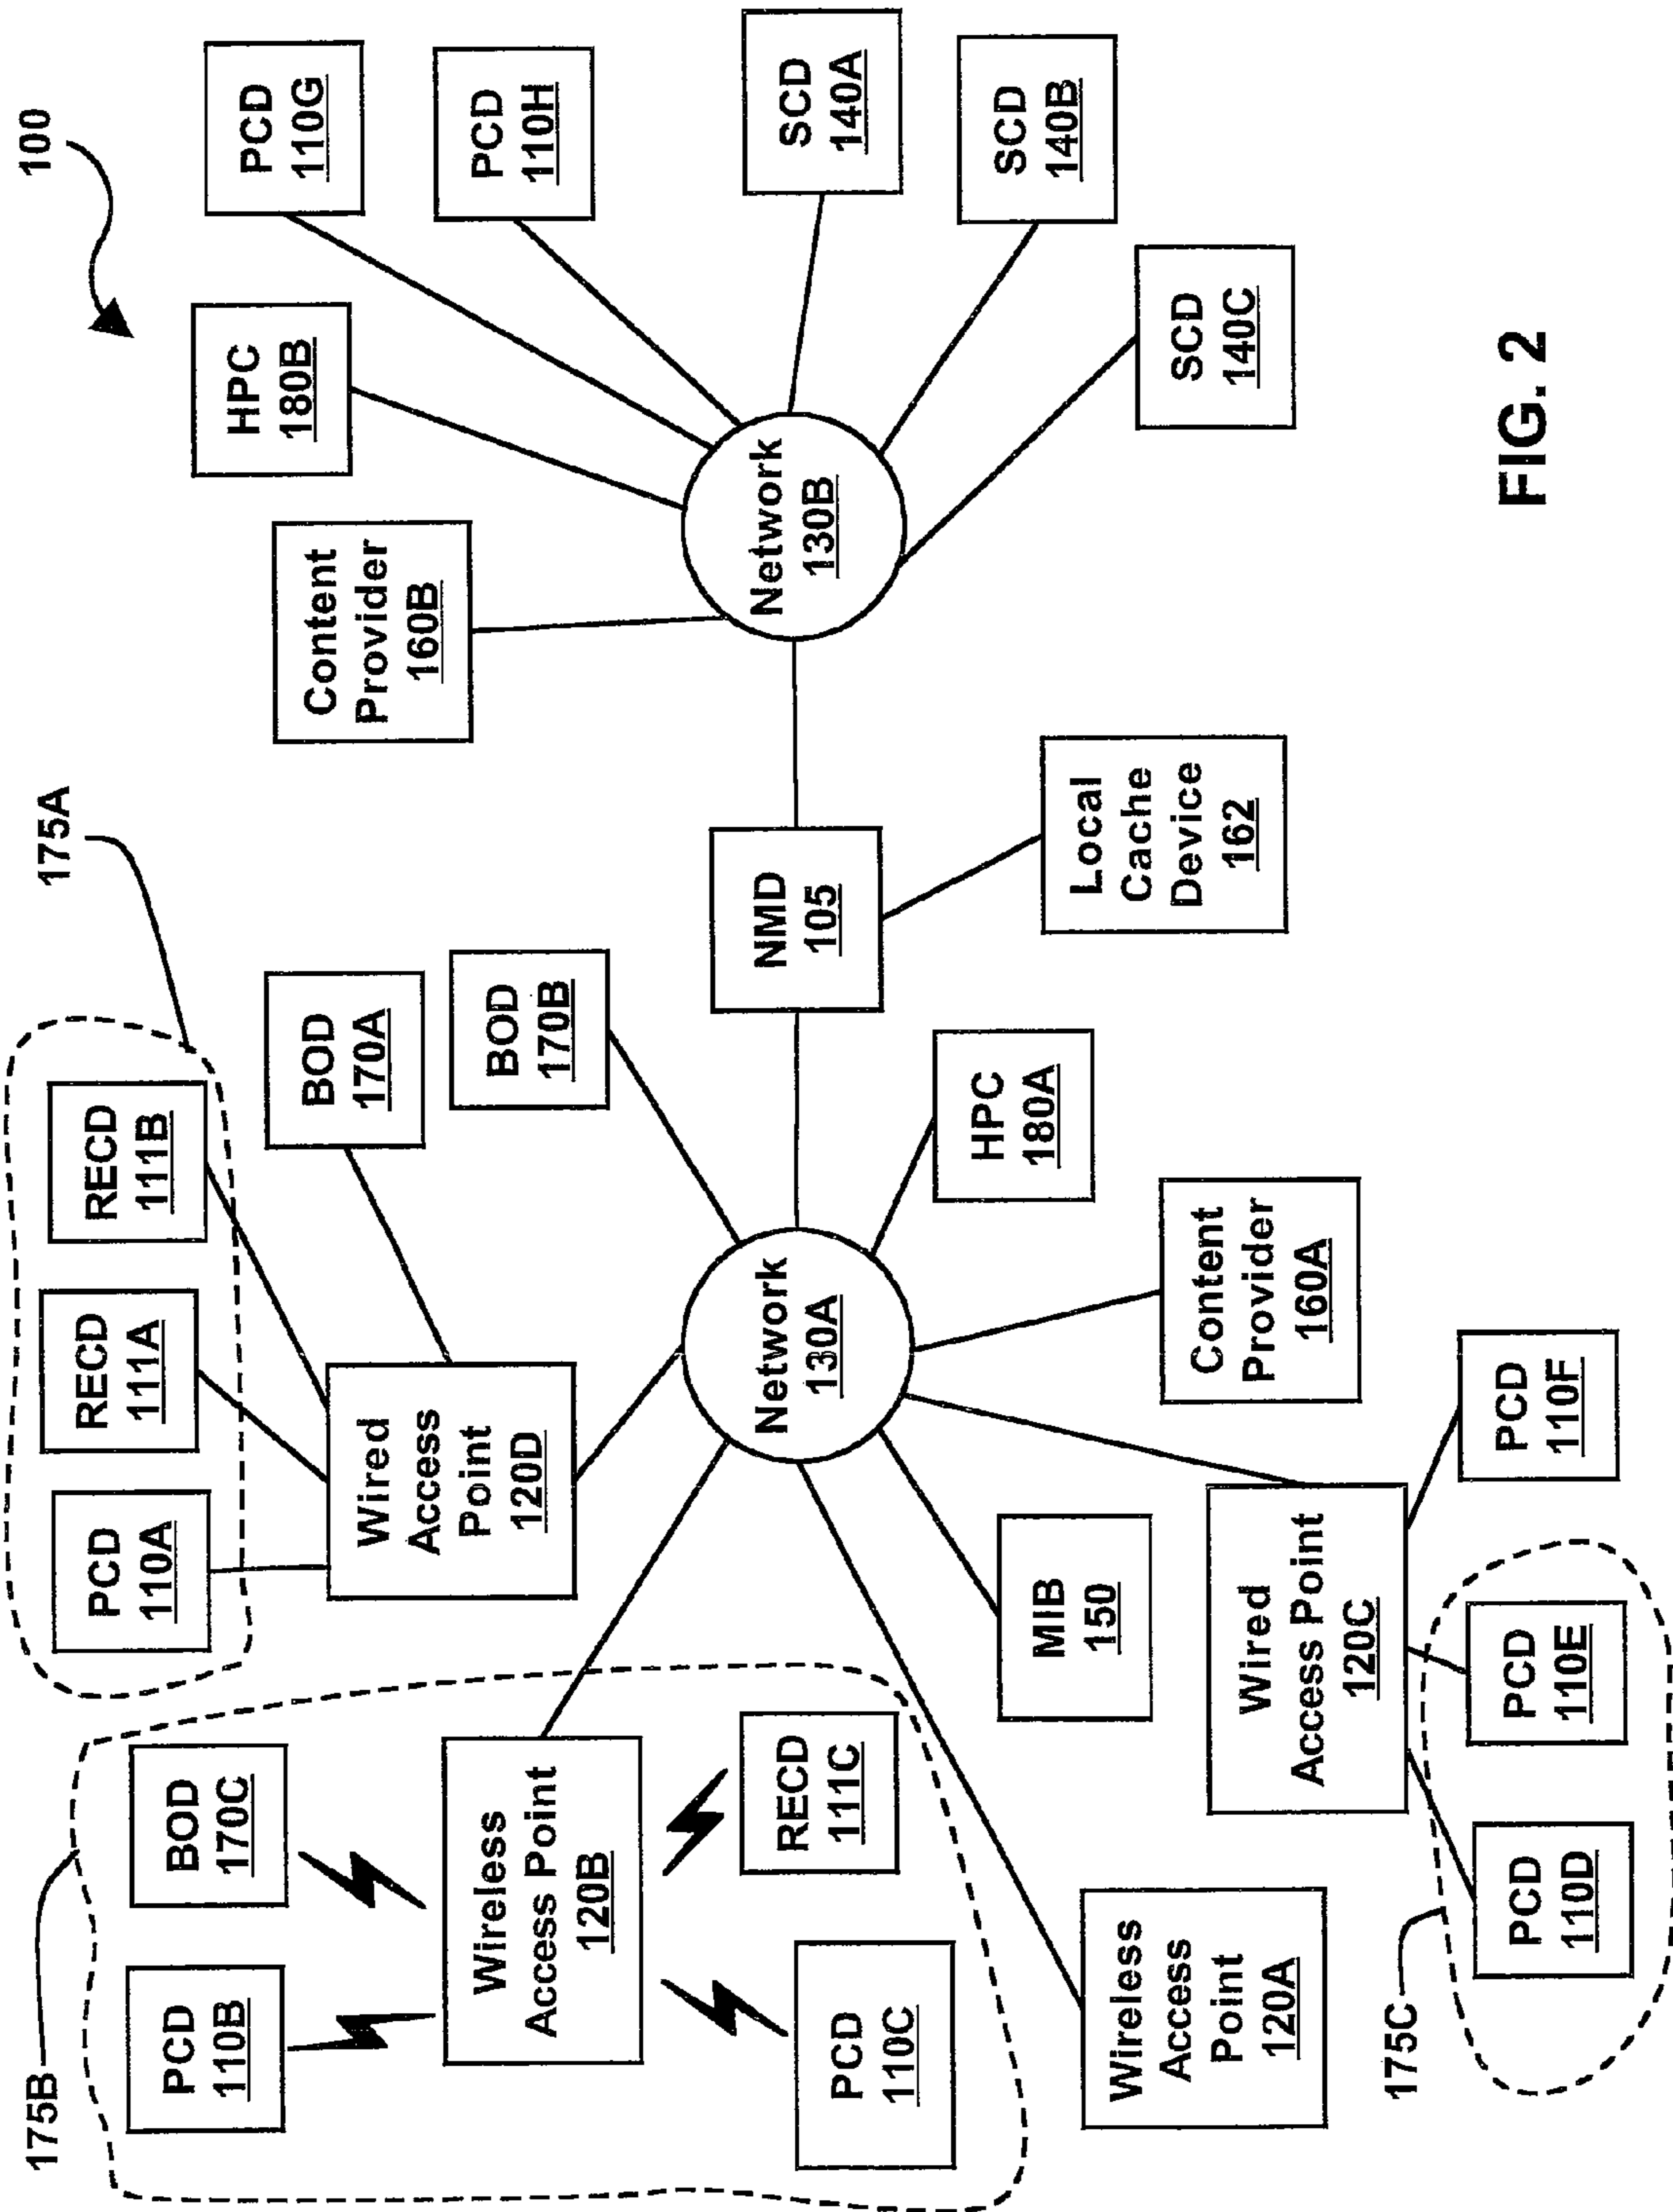 100
175A
175B
175C
PCD
110A
RECD
111A
RECD
111B
BOD
170A
BOD
170B
Wired
Access
Point
120D
BOD
170C
PCD
110B
Wireless
Access Point
120B
RECD
111C
PCD
110C
Wireless
Access
Point
120A
MIB
150
Wired
Access Point
120C
PCD
110D
PCD
110E
PCD
110F
Content
Provider
160A
HPC
180A
Network
130A
NMD
105
Local
Cache
Device
162
Network
130B
Content
Provider
160B
HPC
180B
PCD
110G
PCD
110H
SCD
140A
SCD
140B
SCD
140C
FIG. 2